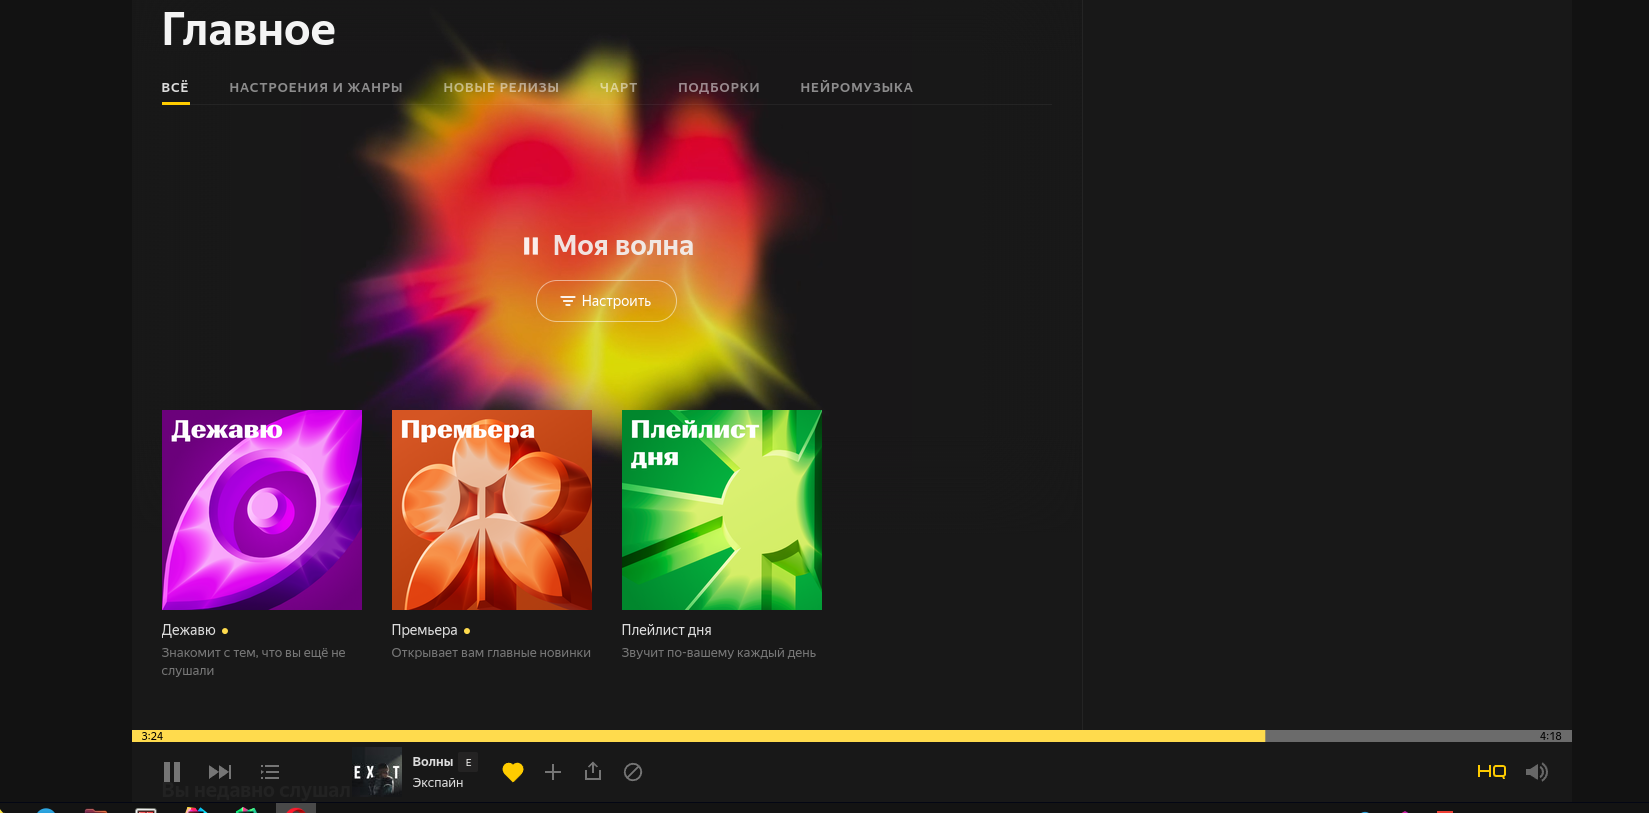 Главное
ВСЁ НАСТРОЕНИЯ И ЖАНРЫ НОВЫЕ РЕЛИЗЫ ЧАРТ ПОДБОРКИ НЕЙРОМУЗЫКА
Моя волна
Настроить
Дежавю
Премьера
Плейлист
дня
Дежавю
Знакомит с тем, что вы ещё не
слушали
Премьера
Открывает вам главные новинки
Плейлист дня
Звучит по-вашему каждый день
3:24
4:18
EXIT
Волны E
Экспайн
HQ
Вы недавно слушал